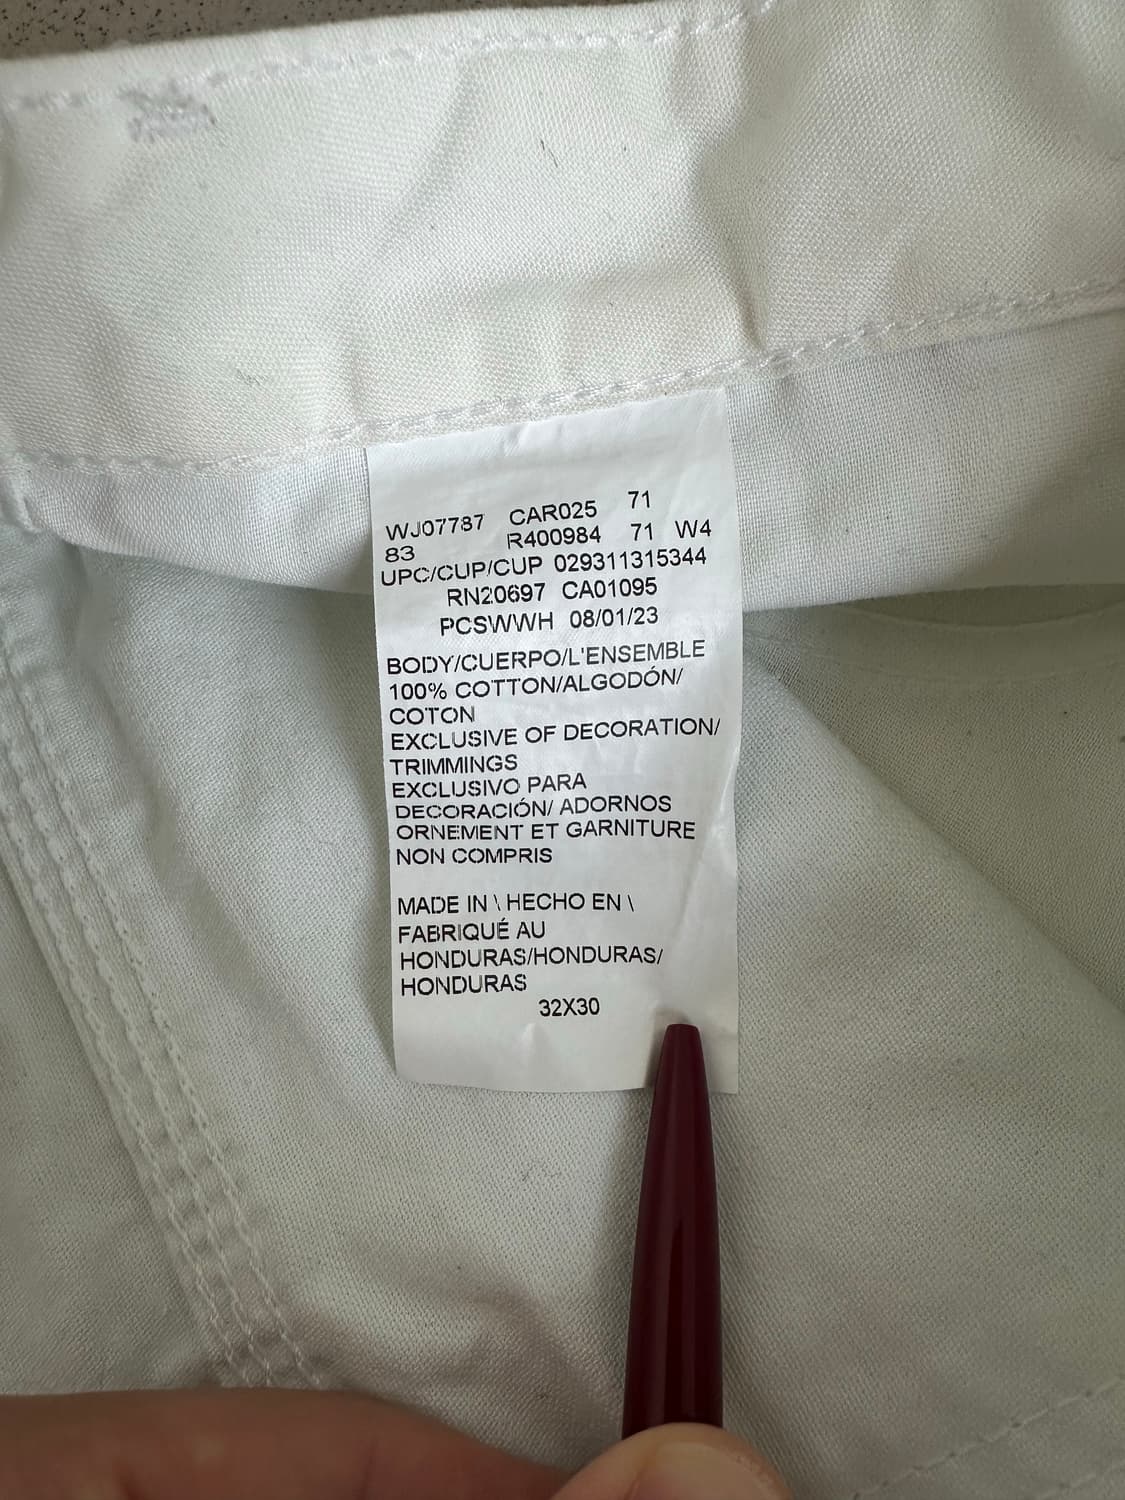 WJ07787 CAR025 71
83 R400984 71 W4
UPC/CUP/CUP 029311315344
RN20697 CA01095
PCSWWH 08/01/23
BODY/CUERPO/L'ENSEMBLE
100% COTTON/ALGODÓN/
COTON
EXCLUSIVE OF DECORATION/
TRIMMINGS
EXCLUSIVO PARA
DECORACIÓN/ ADORNOS
ORNEMENT ET GARNITURE
NON COMPRIS
MADE IN \ HECHO EN \
FABRIQUÉ AU
HONDURAS/HONDURAS/
HONDURAS
32X30